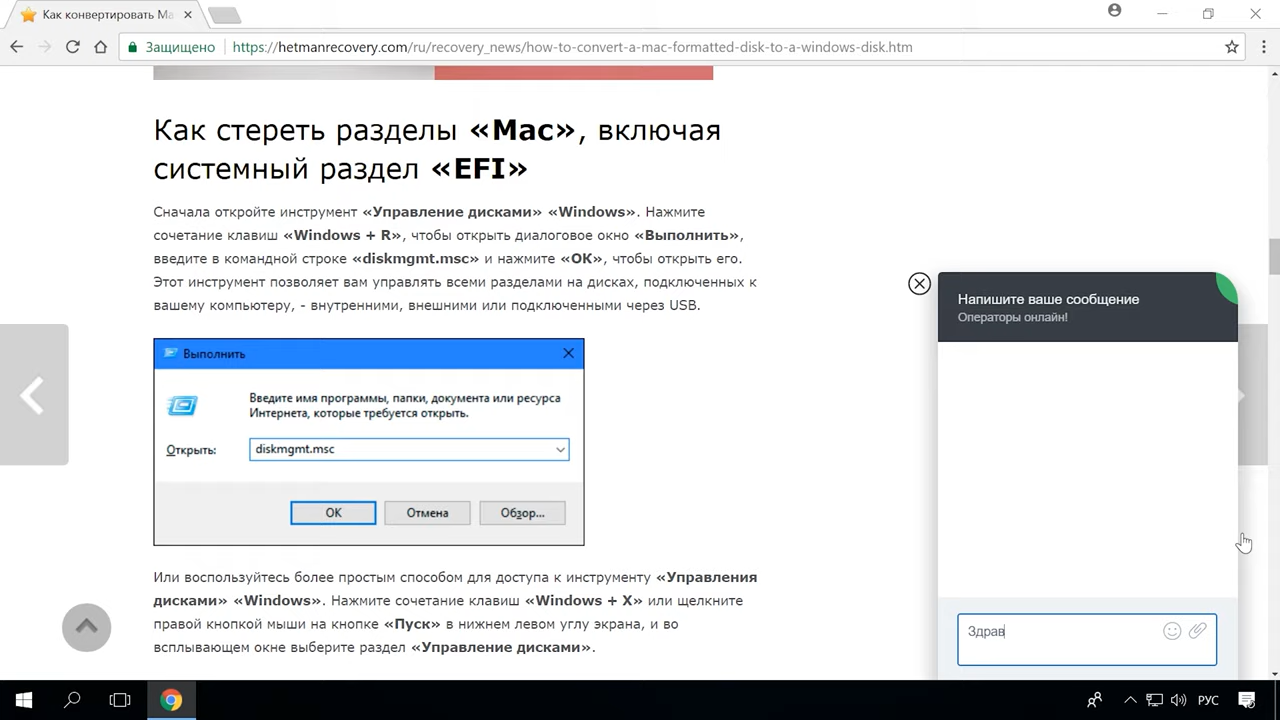 Как конвертировать Ma
Защищено
https://hetmanrecovery.com/ru/recovery_news/how-to-convert-a-mac-formatted-disk-to-a-windows-disk.htm
Как стереть разделы «Mac», включая
системный раздел «EFI»
Сначала откройте инструмент «Управление дисками» «Windows». Нажмите
сочетание клавиш «Windows + R», чтобы открыть диалоговое окно «Выполнить»,
введите в командной строке «diskmgmt.msc» и нажмите «ОК», чтобы открыть его.
Этот инструмент позволяет вам управлять всеми разделами на дисках, подключенных к
вашему компьютеру, - внутренними, внешними или подключенными через USB.
Выполнить
Введите имя программы, папки, документа или ресурса
Интернета, которые требуется открыть.
Открыть:
diskmgmt.msc
ОК
Отмена
Обзор...
Или воспользуйтесь более простым способом для доступа к инструменту «Управления
дисками» «Windows». Нажмите сочетание клавиш «Windows + X» или щелкните
правой кнопкой мыши на кнопке «Пуск» в нижнем левом углу экрана, и во
всплывающем окне выберите раздел «Управление дисками».
Напишите ваше сообщение
Операторы онлайн!
Здрав
РУС